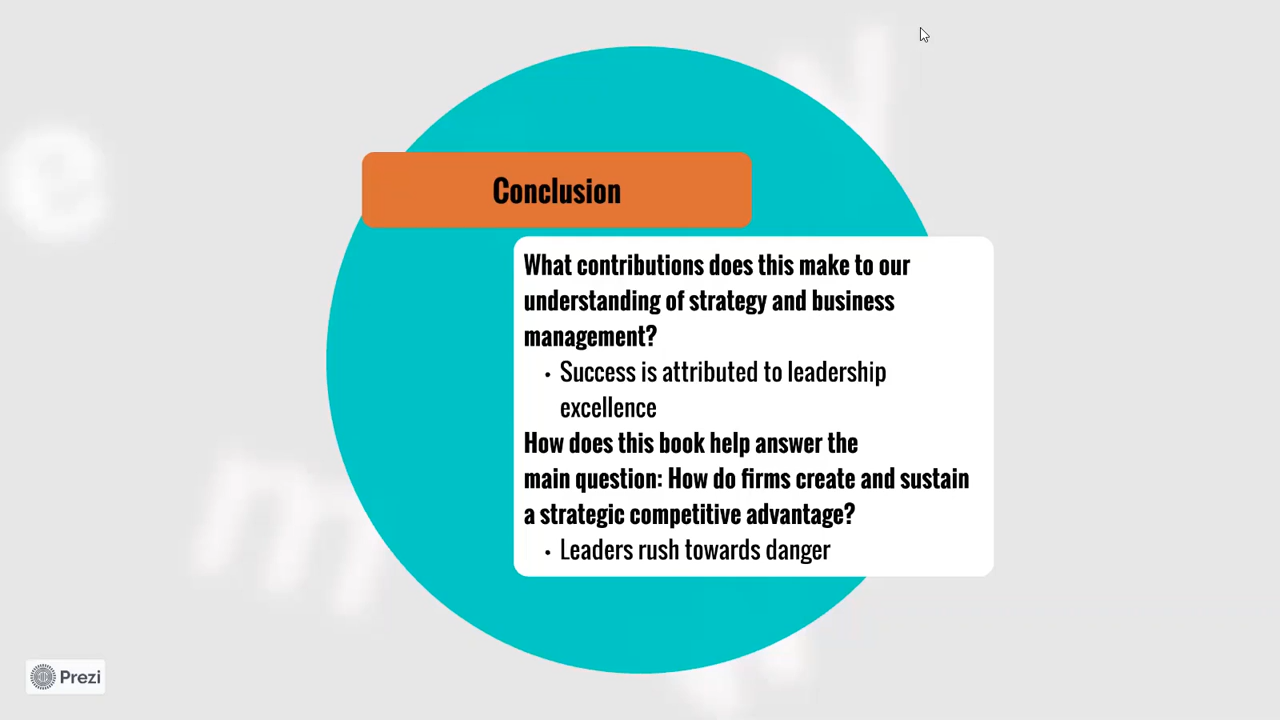 Conclusion
What contributions does this make to our
understanding of strategy and business
management?
• Success is attributed to leadership
excellence
How does this book help answer the
main question: How do firms create and sustain
a strategic competitive advantage?
• Leaders rush towards danger
Prezi